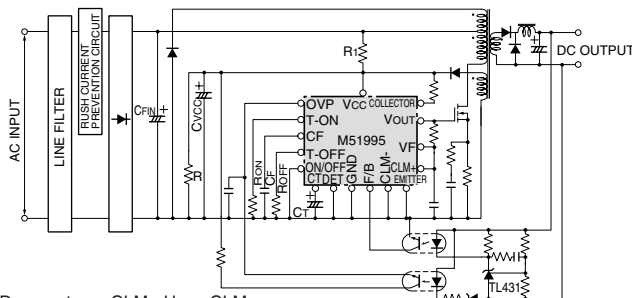 AC INPUT
LINE FILTER
RUSH CURRENT
PREVENTION CIRCUIT
CFIN
+
CVCC
+
R
R1
+
DC OUTPUT
OVP
VCC
COLLECTOR
T-ON
VOUT
CF
M51995
T-OFF
VF
ON/OFF
CLM+
CT
DET
GND
F/B
CLM-
EMITTER
RON
CF
ROFF
CT
+
TL431